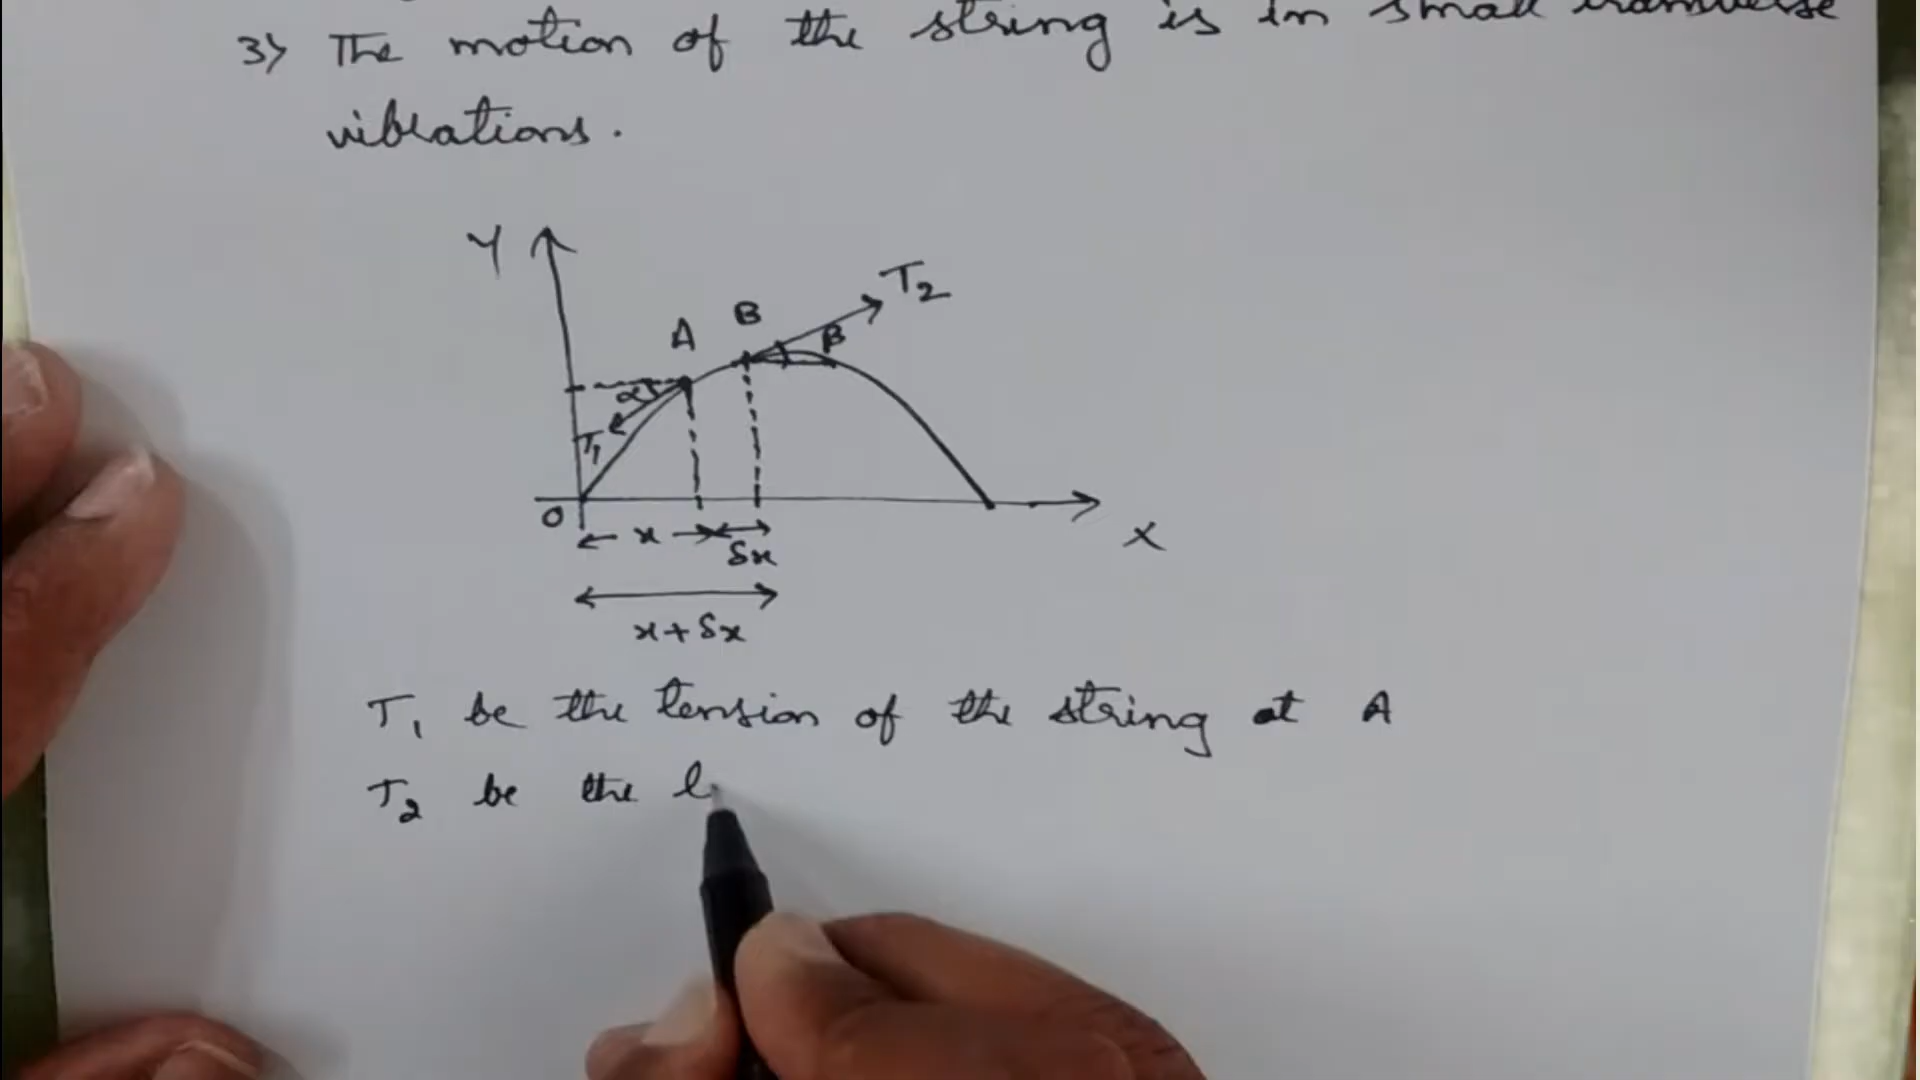 3) The motion of the string is in small transverse
vibrations.
Y
T2
B
A
β
α
T1
O
x
δx
X
x+δx
T1 be the tension of the string at A
T2 be the